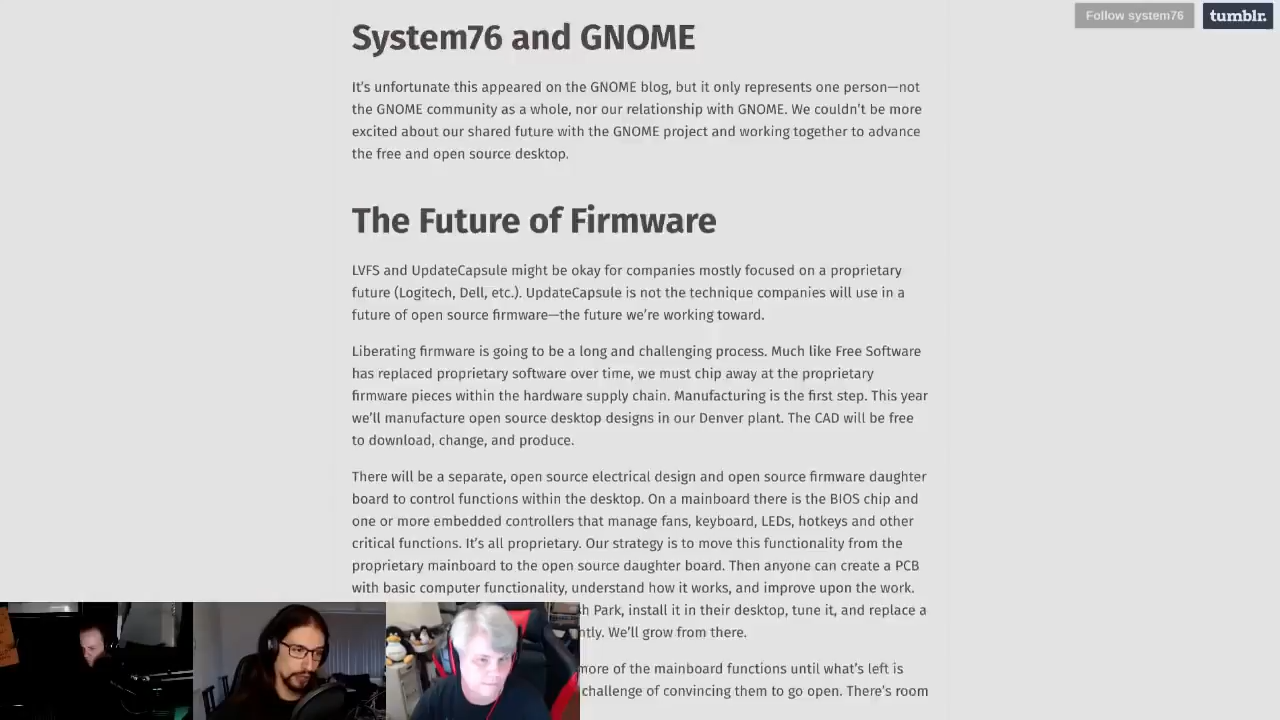 Follow system76
tumblr.
System76 and GNOME
It's unfortunate this appeared on the GNOME blog, but it only represents one person—not
the GNOME community as a whole, nor our relationship with GNOME. We couldn't be more
excited about our shared future with the GNOME project and working together to advance
the free and open source desktop.
The Future of Firmware
LVFS and UpdateCapsule might be okay for companies mostly focused on a proprietary
future (Logitech, Dell, etc.). UpdateCapsule is not the technique companies will use in a
future of open source firmware—the future we're working toward.
Liberating firmware is going to be a long and challenging process. Much like Free Software
has replaced proprietary software over time, we must chip away at the proprietary
firmware pieces within the hardware supply chain. Manufacturing is the first step. This year
we'll manufacture open source desktop designs in our Denver plant. The CAD will be free
to download, change, and produce.
There will be a separate, open source electrical design and open source firmware daughter
board to control functions within the desktop. On a mainboard there is the BIOS chip and
one or more embedded controllers that manage fans, keyboard, LEDs, hotkeys and other
critical functions. It's all proprietary. Our strategy is to move this functionality from the
proprietary mainboard to the open source daughter board. Then anyone can create a PCB
with basic computer functionality, understand how it works, and improve upon the work.
Park, install it in their desktop, tune it, and replace a
We'll grow from there.
more of the mainboard functions until what's left is
challenge of convincing them to go open. There's room